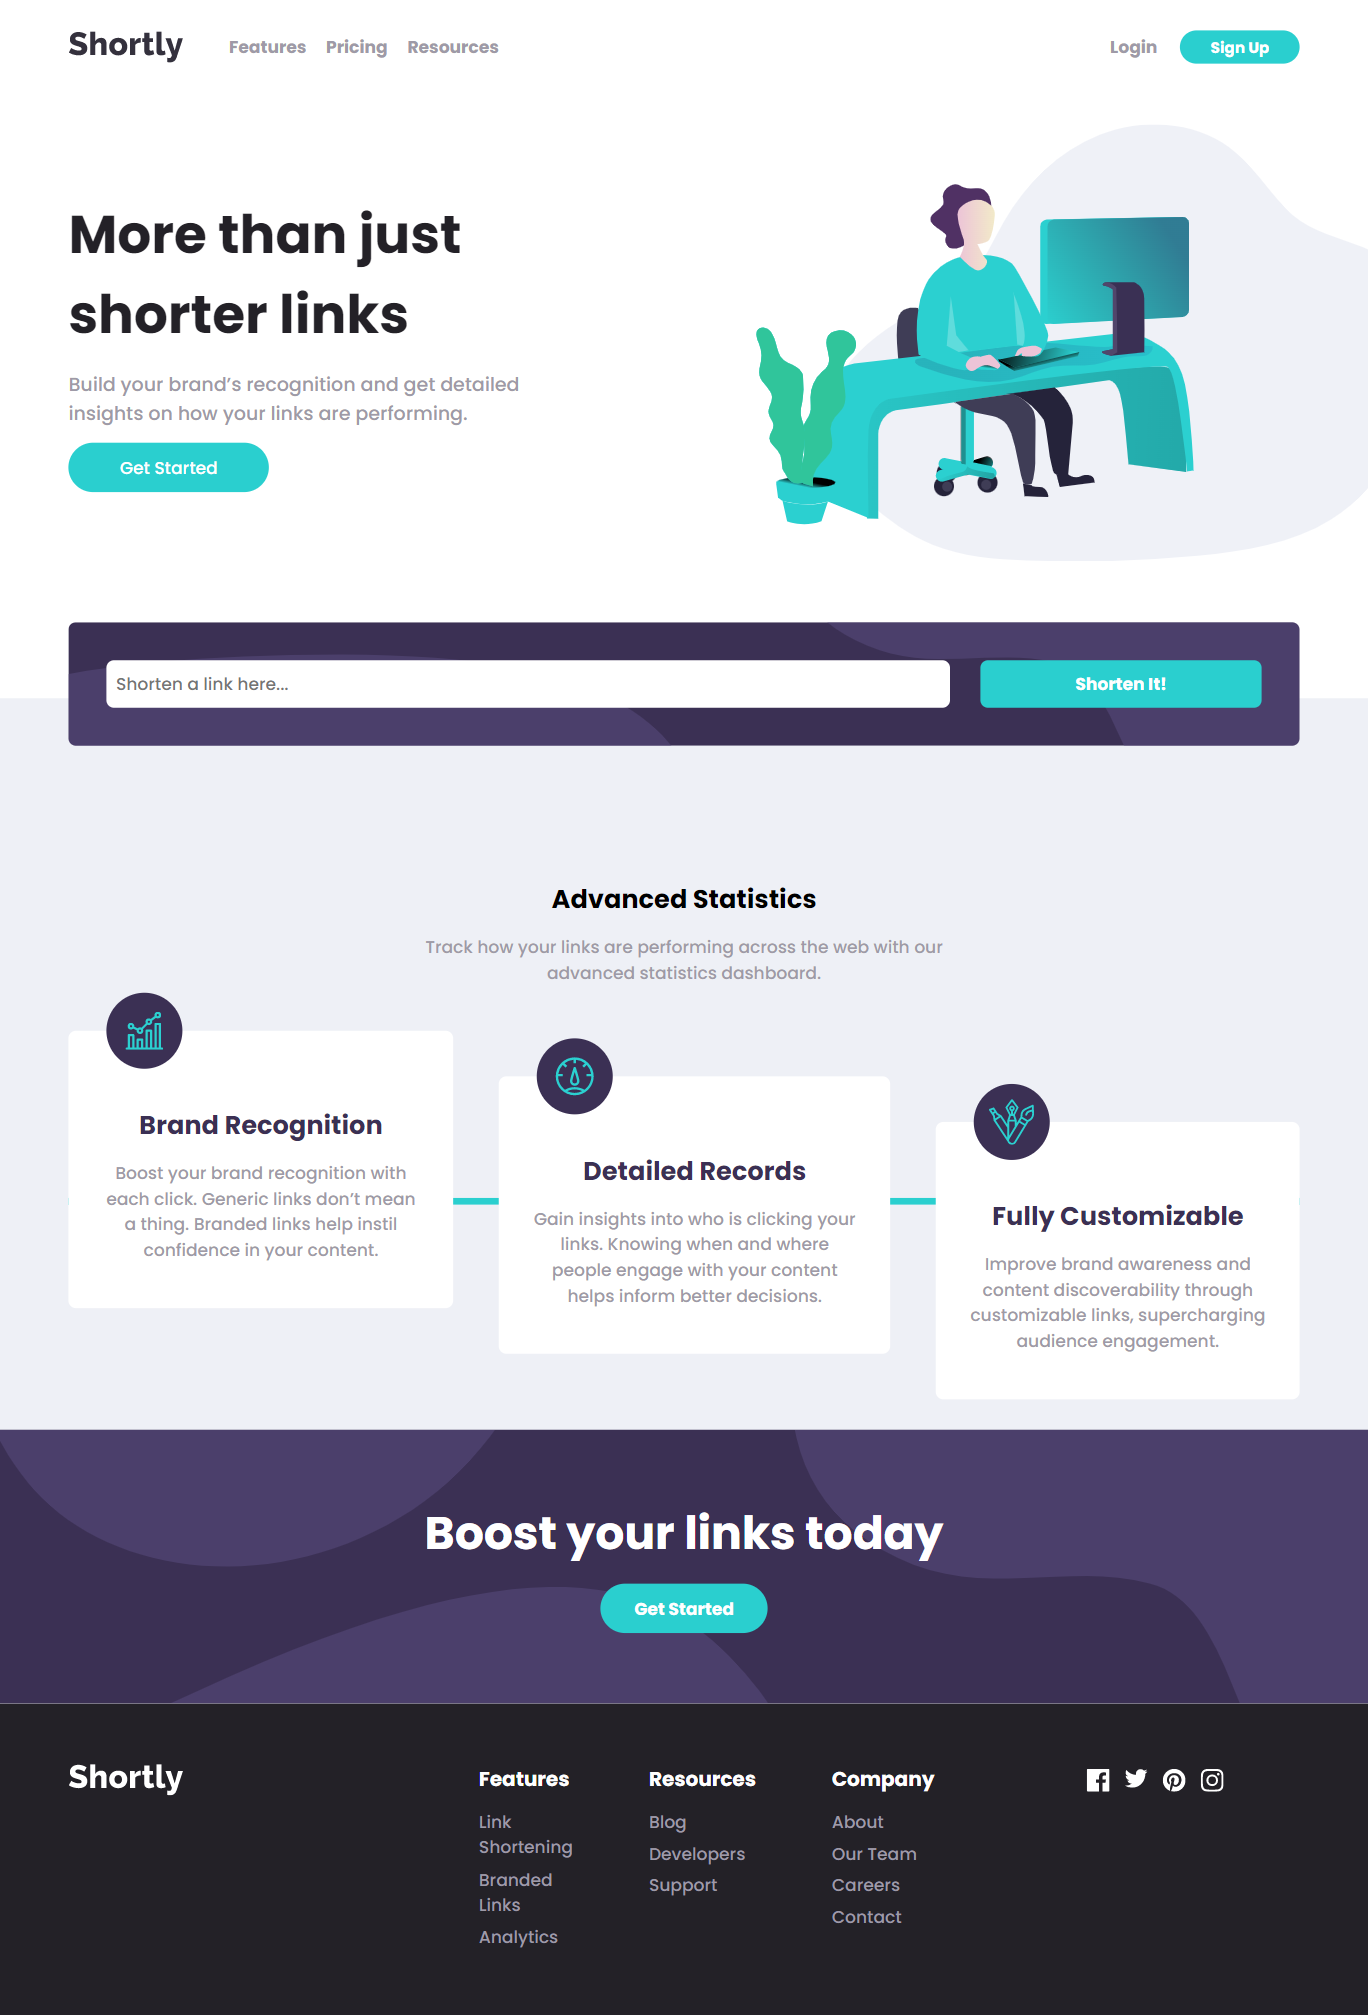 Shortly
Features Pricing Resources
Login
Sign Up
More than just
shorter links
Build your brand’s recognition and get detailed
insights on how your links are performing.
Get Started
Shorten a link here...
Shorten It!
Advanced Statistics
Track how your links are performing across the web with our
advanced statistics dashboard.
Brand Recognition
Boost your brand recognition with
each click. Generic links don’t mean
a thing. Branded links help instil
confidence in your content.
Detailed Records
Gain insights into who is clicking your
links. Knowing when and where
people engage with your content
helps inform better decisions.
Fully Customizable
Improve brand awareness and
content discoverability through
customizable links, supercharging
audience engagement.
Boost your links today
Get Started
Shortly
Features
Link
Shortening
Branded
Links
Analytics
Resources
Blog
Developers
Support
Company
About
Our Team
Careers
Contact